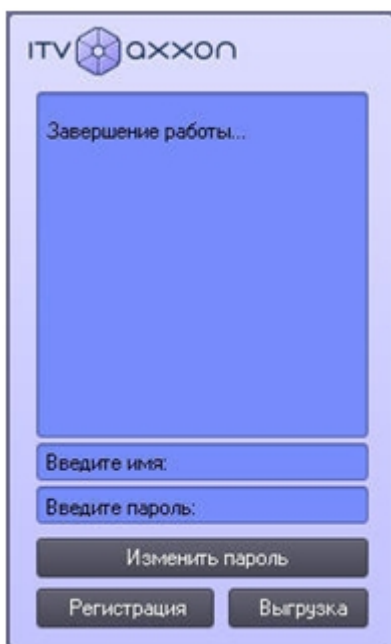 ITV AXXON
Завершение работы...
Введите имя:
Введите пароль:
Изменить пароль
Регистрация Выгрузка